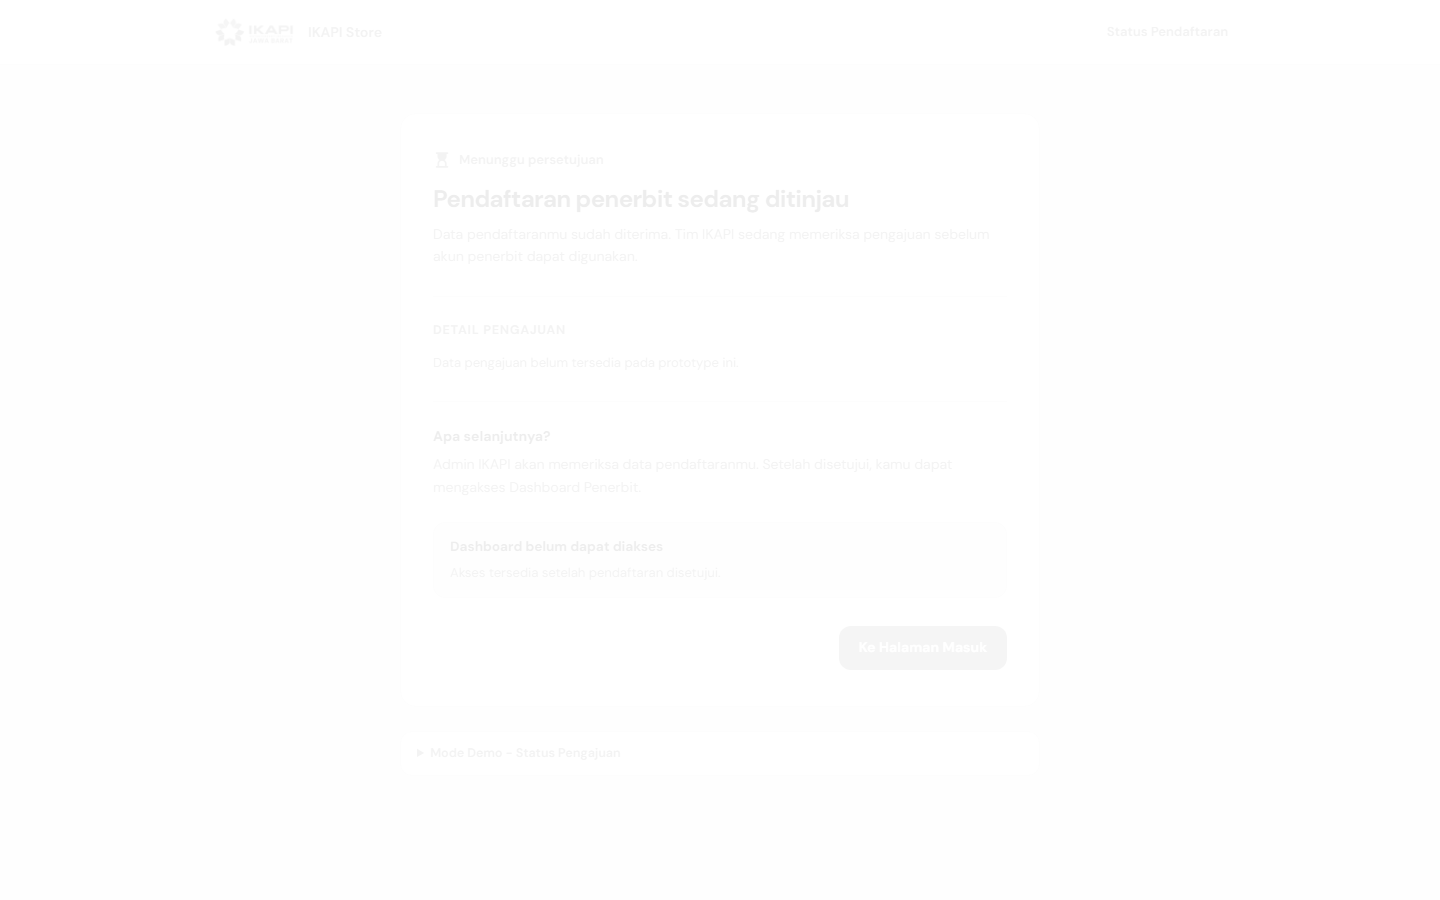 IKAPI
IKAPI Store
Status Pendaftaran
Menunggu persetujuan
Pendaftaran penerbit sedang ditinjau
Data pendaftaranmu sudah diterima. Tim IKAPI sedang memeriksa pengajuan sebelum
akun penerbit dapat digunakan.
DETAIL PENGAJUAN
Data pengajuan belum tersedia pada prototype ini.
Apa selanjutnya?
Admin IKAPI akan memeriksa data pendaftaranmu. Setelah disetujui, kamu dapat
mengakses Dashboard Penerbit.
Dashboard belum dapat diakses
Akses tersedia setelah pendaftaran disetujui.
Ke Halaman Masuk
Mode Demo - Status Pengajuan